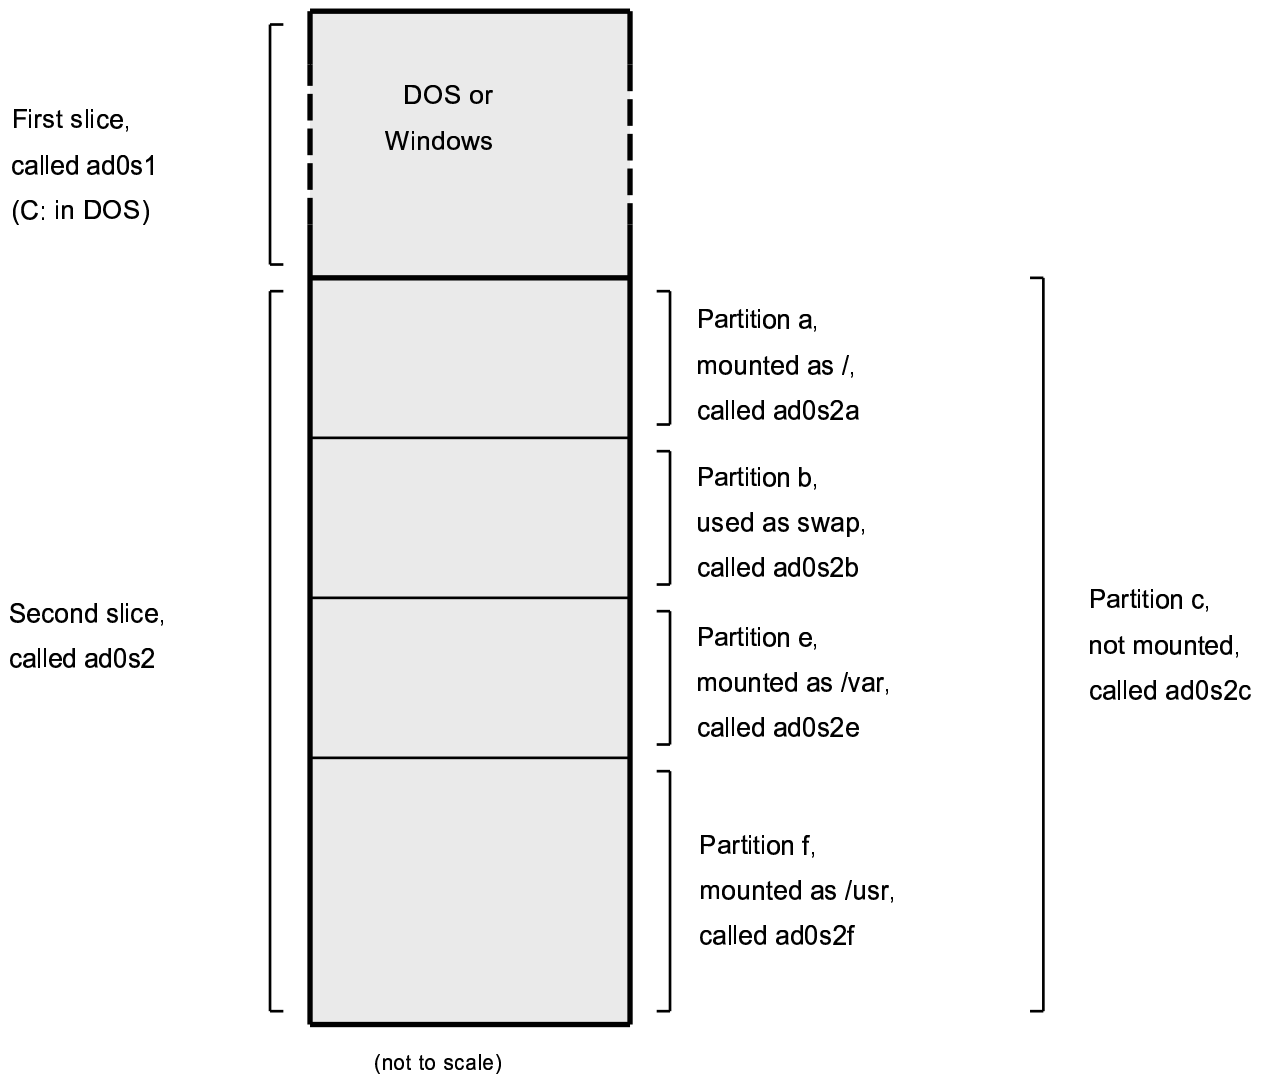 DOS or
Windows
First slice,
called ad0s1
(C: in DOS)
Partition a,
mounted as /,
called ad0s2a
Partition b,
used as swap,
called ad0s2b
Second slice,
called ad0s2
Partition e,
mounted as /var,
called ad0s2e
Partition c,
not mounted,
called ad0s2c
Partition f,
mounted as /usr,
called ad0s2f
(not to scale)